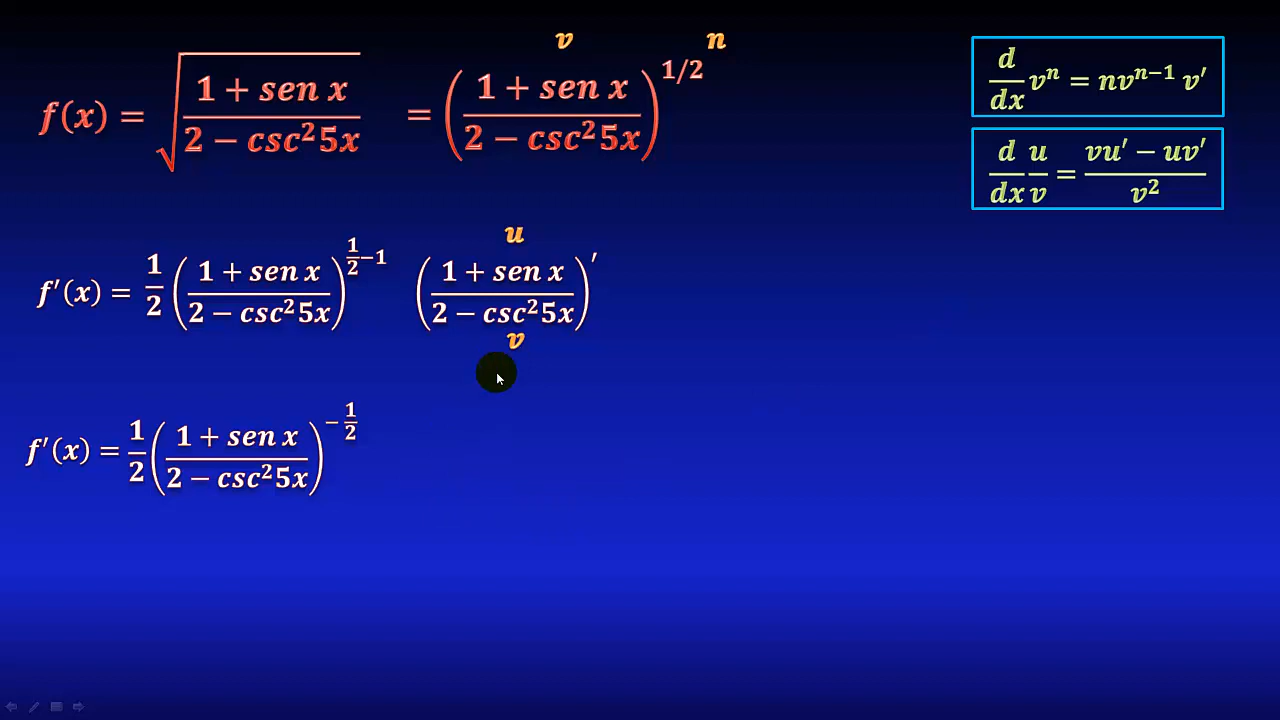 v n
f(x) = √((1 + sen x)/(2 − csc²5x)) = ((1 + sen x)/(2 − csc²5x))^(1/2)
d/dx vⁿ = nvⁿ⁻¹ v′
d/dx u/v = (vu′ − uv′)/v²
u
f′(x) = 1/2 ((1 + sen x)/(2 − csc²5x))^(1/2 −1) ((1 + sen x)/(2 − csc²5x))′
v
f′(x) = 1/2 ((1 + sen x)/(2 − csc²5x))^(−1/2)